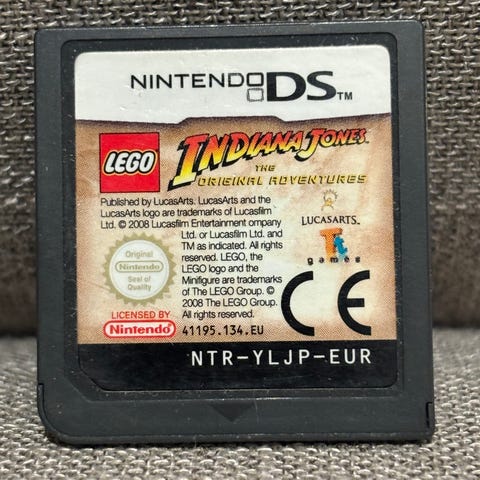 NINTENDO DS™
LEGO
INDIANA JONES
THE
ORIGINAL ADVENTURES
Published by LucasArts. LucasArts and the
LucasArts logo are trademarks of Lucasfilm
Ltd. © 2008 Lucasfilm Entertainment company
Ltd. or Lucasfilm Ltd. and
TM as indicated. All rights
reserved. LEGO, the
LEGO logo and the
Minifigure are trademarks
of The LEGO Group. ©
2008 The LEGO Group.
All rights reserved.
LUCASARTS™
Tt
games
Original
Nintendo
Seal of
Quality
LICENSED BY
Nintendo
41195.134.EU
CE
NTR-YLJP-EUR